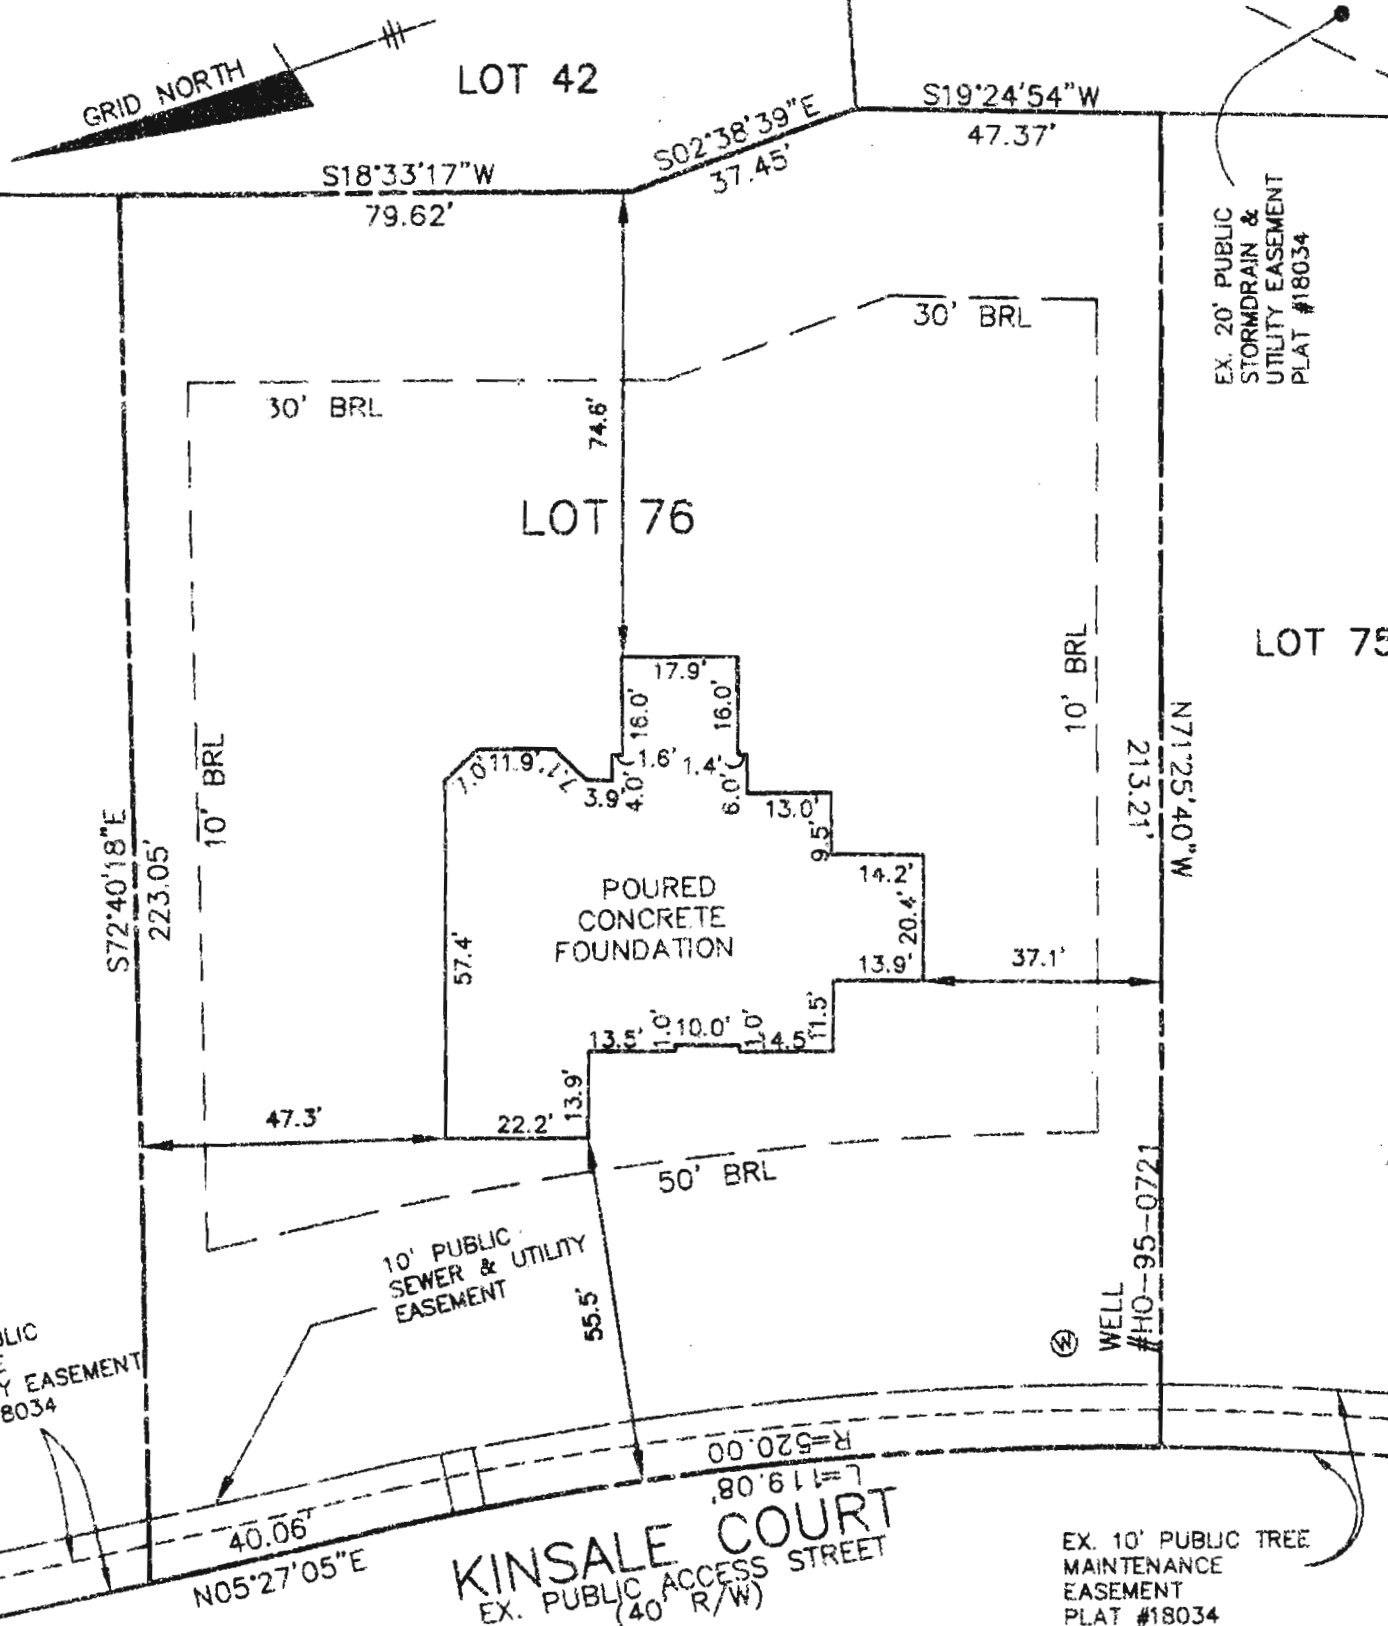 GRID NORTH
LOT 42
S18°33'17"W
79.62'
S02°38'39"E
37.45'
S19°24'54"W
47.37'
EX. 20' PUBLIC
STORMDRAIN &
UTILITY EASEMENT
PLAT #18034
30' BRL
30' BRL
74.6'
LOT 76
LOT 75
10' BRL
10' BRL
N71°25'40"W
213.21'
S72°40'18"E
223.05'
17.9'
16.0'
16.0'
1.6'
1.4'
7.0'
11.9'
7.1'
3.9'
4.0'
6.0'
13.0'
9.5'
14.2'
20.4'
13.9'
37.1'
POURED
CONCRETE
FOUNDATION
57.4'
11.5'
13.5'
1.0'
10.0'
1.0'
14.5'
13.9'
22.2'
47.3'
50' BRL
10' PUBLIC
SEWER & UTILITY
EASEMENT
55.5'
WELL
#HO-95-0721
W
EASEMENT
8034
R=520.00
L=119.08'
40.06'
N05°27'05"E
KINSALE COURT
EX. PUBLIC ACCESS STREET
(40' R/W)
EX. 10' PUBLIC TREE
MAINTENANCE
EASEMENT
PLAT #18034